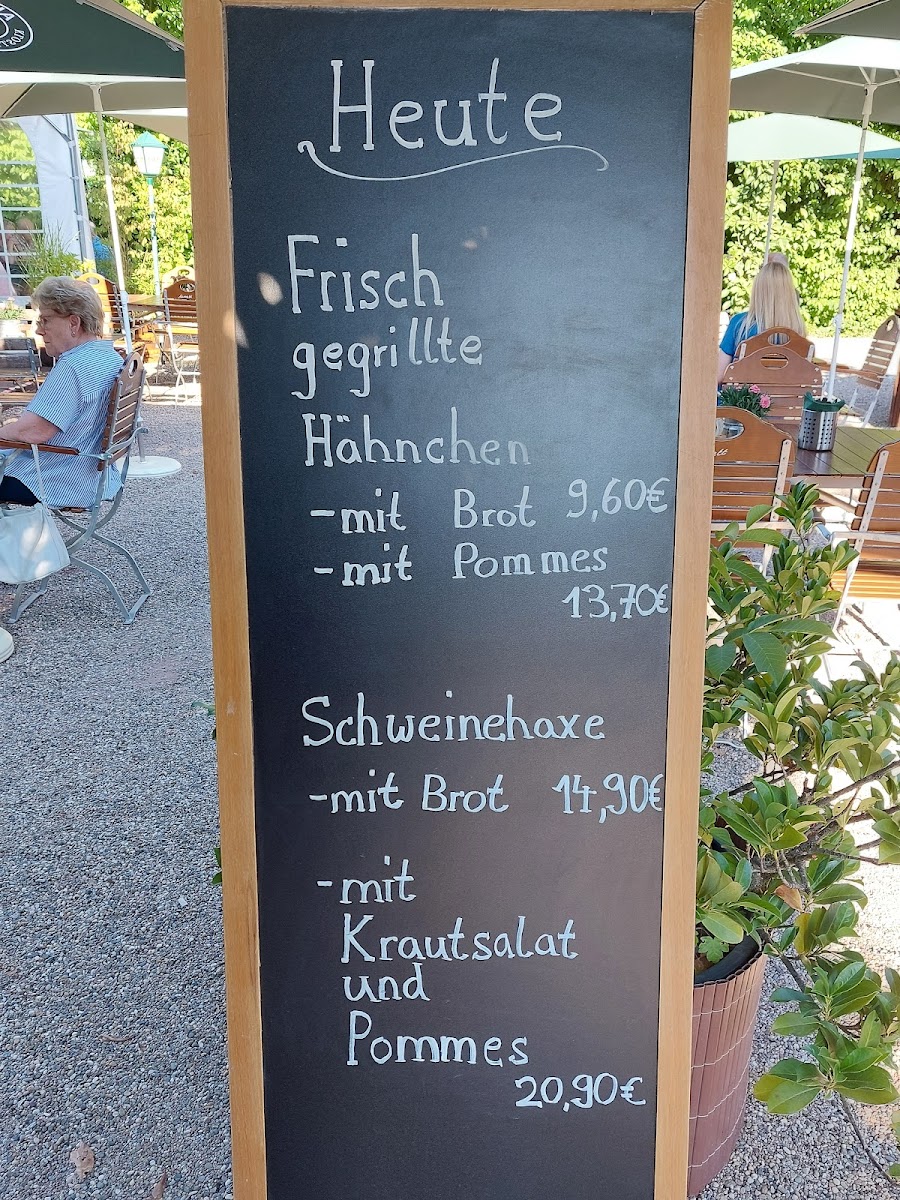 Heute
Frisch
gegrillte
Hähnchen
-mit Brot 9,60€
-mit Pommes
13,70€
Schweinehaxe
-mit Brot 14,90€
-mit
Krautsalat
und
Pommes
20,90€